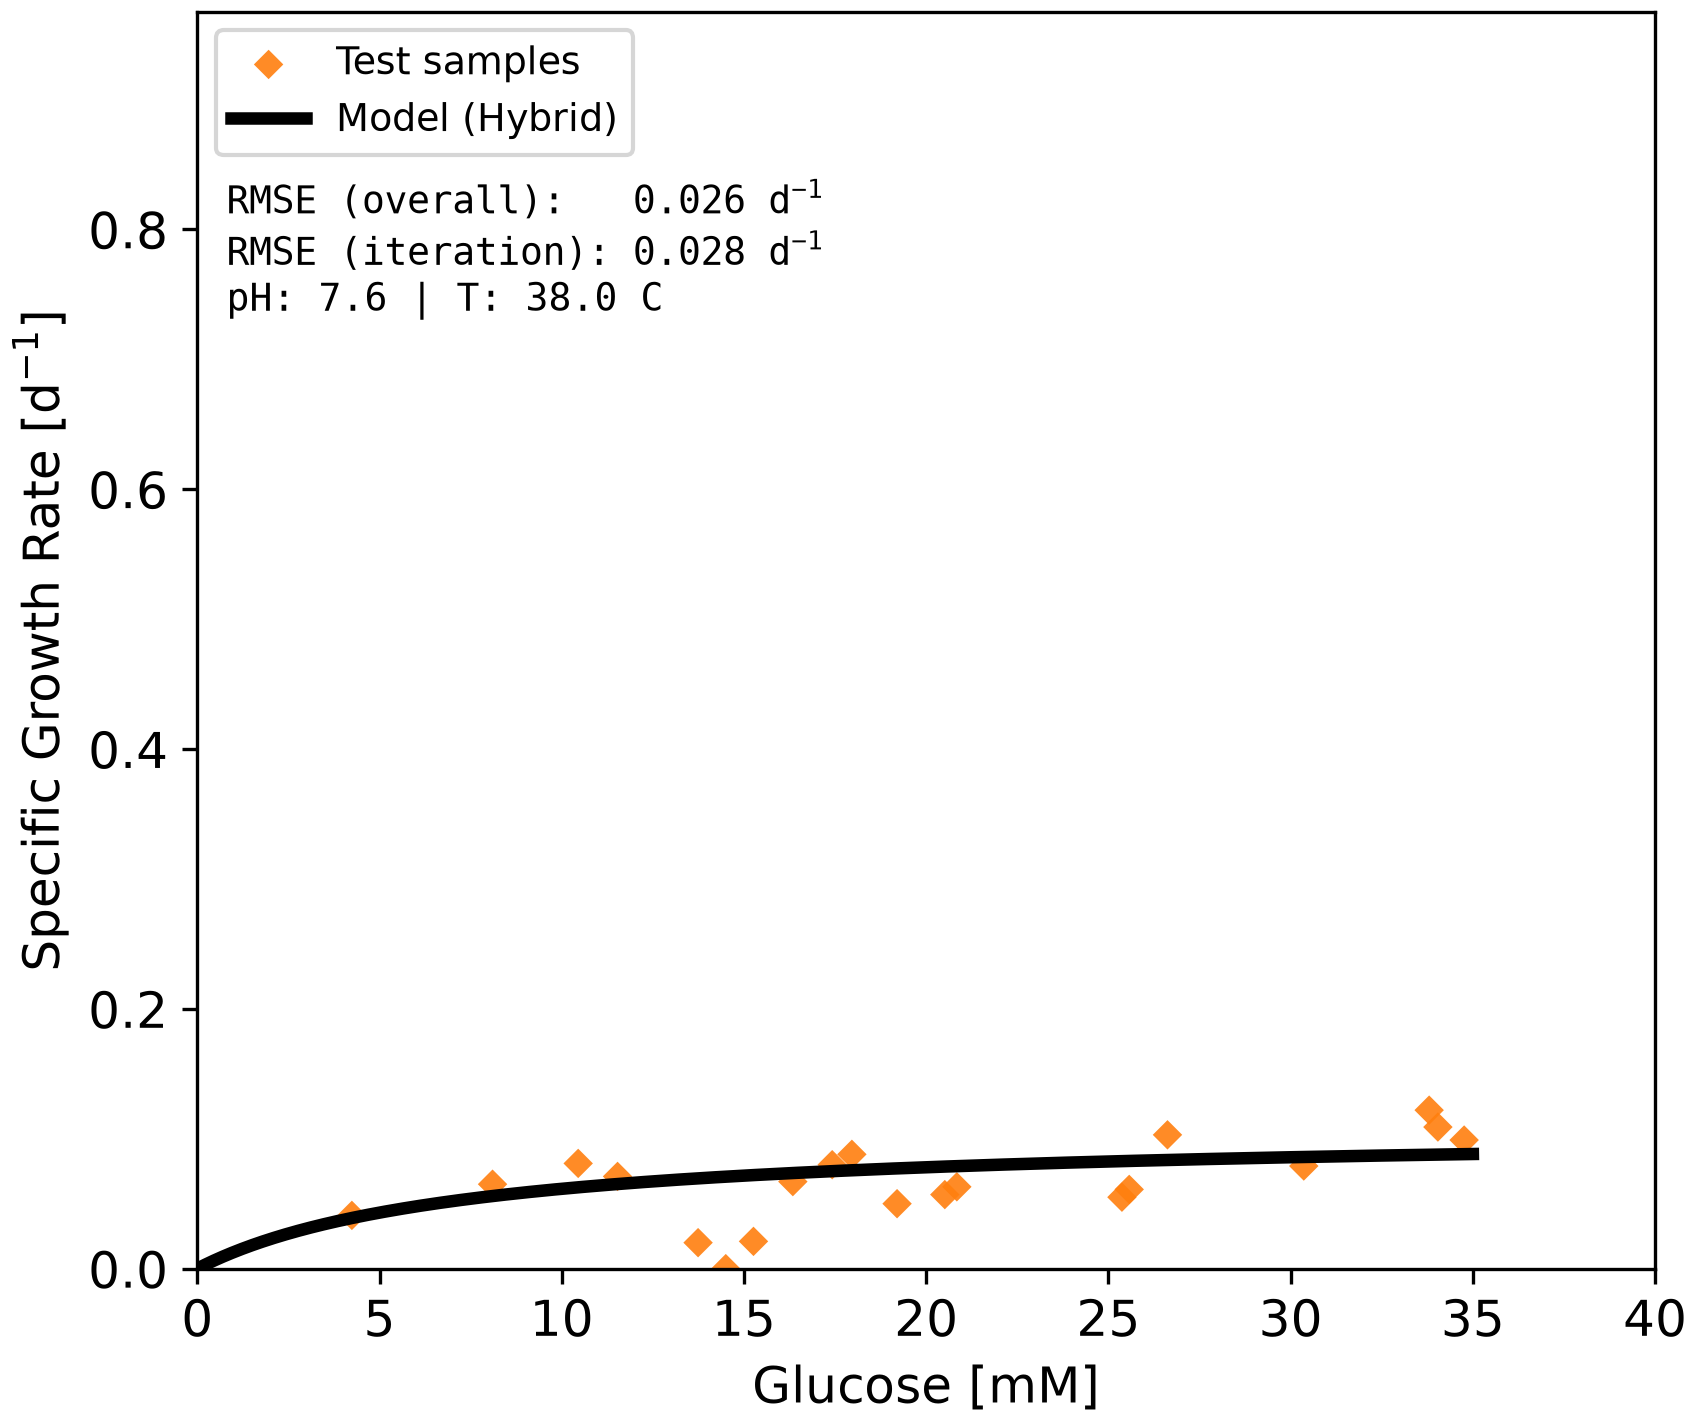 Test samples
Model (Hybrid)
RMSE (overall):   0.026 d⁻¹
RMSE (iteration): 0.028 d⁻¹
pH: 7.6 | T: 38.0 C
Specific Growth Rate [d⁻¹]
0.8
0.6
0.4
0.2
0.0
0 5 10 15 20 25 30 35 40
Glucose [mM]